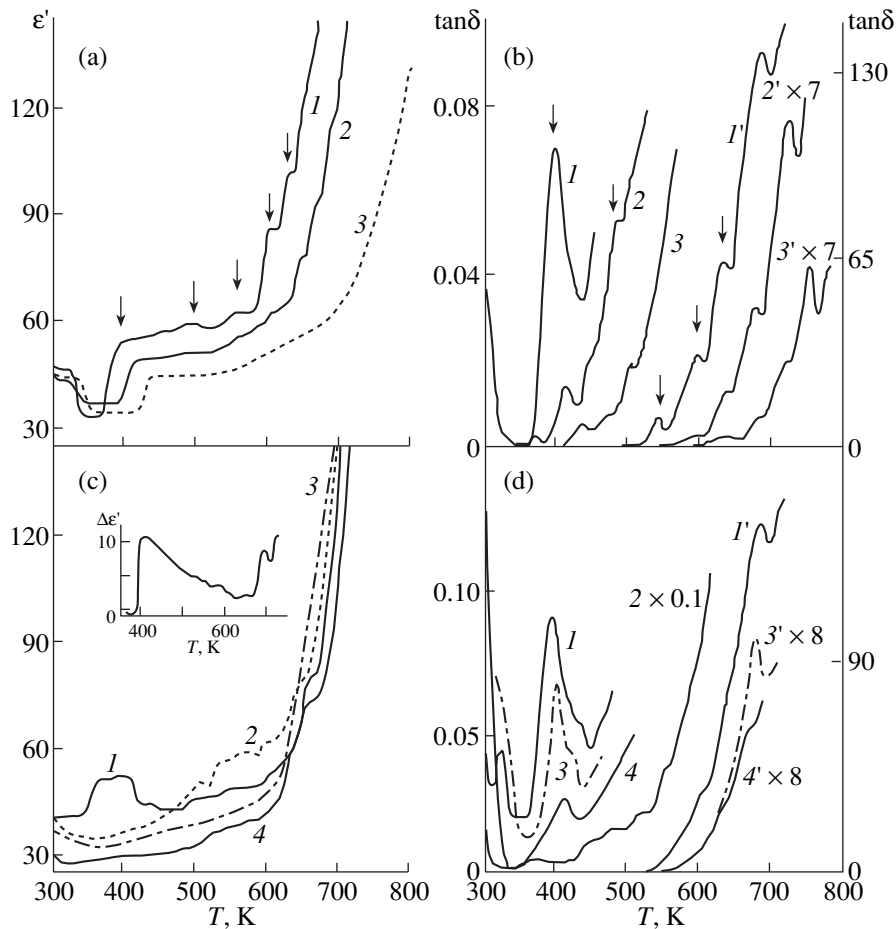 ε'
(a)
120
90
60
30
1
2
3
tanδ
(b)
0.08
0.04
0
1
2
3
1'
2' × 7
3' × 7
tanδ
130
65
0
(c)
120
90
60
30
Δε'
10
0
400 600
T, K
1
2
3
4
300 400 500 600 700 800
T, K
(d)
0.10
0.05
0
1
2 × 0.1
3
4
1'
3' × 8
4' × 8
90
0
300 400 500 600 700 800
T, K